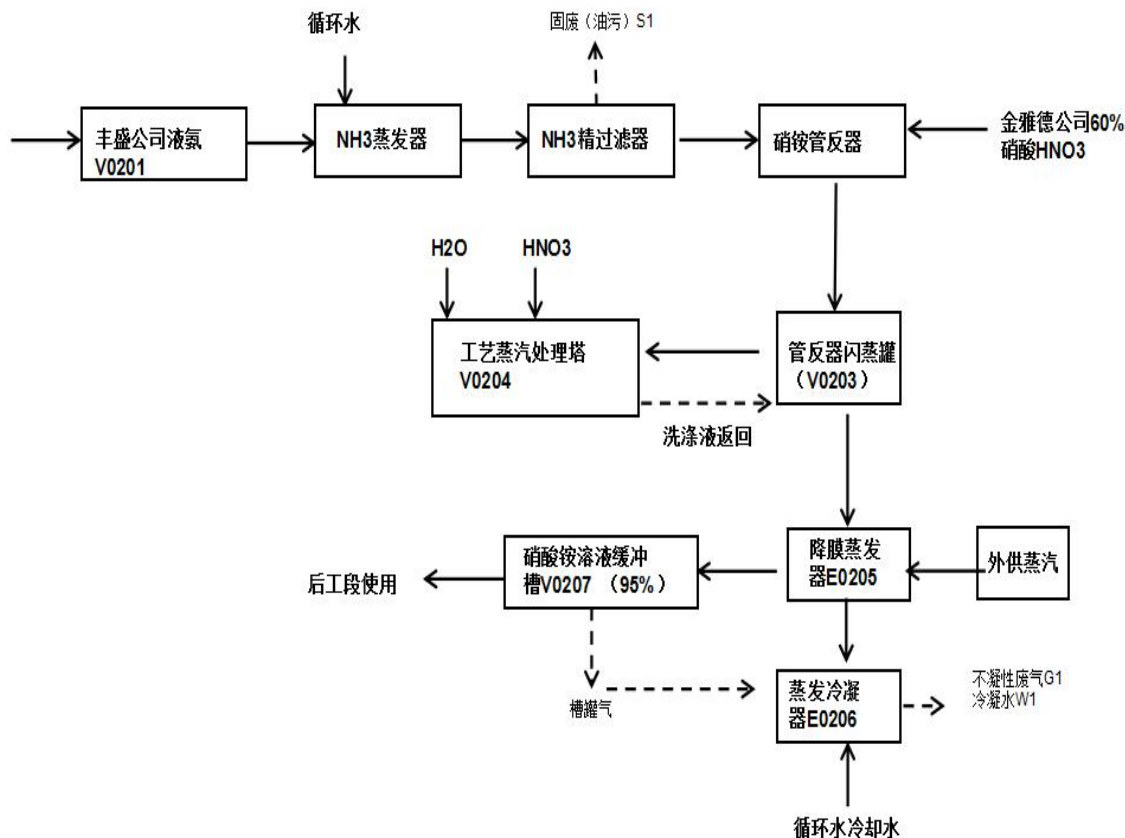 循环水
固废（油污）S1
丰盛公司液氨
V0201
NH3蒸发器
NH3精过滤器
硝铵管反器
金雅德公司60%
硝酸HNO3
H2O
HNO3
工艺蒸汽处理塔
V0204
管反器闪蒸罐
（V0203）
洗涤液返回
后工段使用
硝酸铵溶液缓冲
槽V0207 （95%）
降膜蒸发
器E0205
外供蒸汽
槽罐气
蒸发冷凝
器E0206
不凝性废气G1
冷凝水W1
循环水冷却水